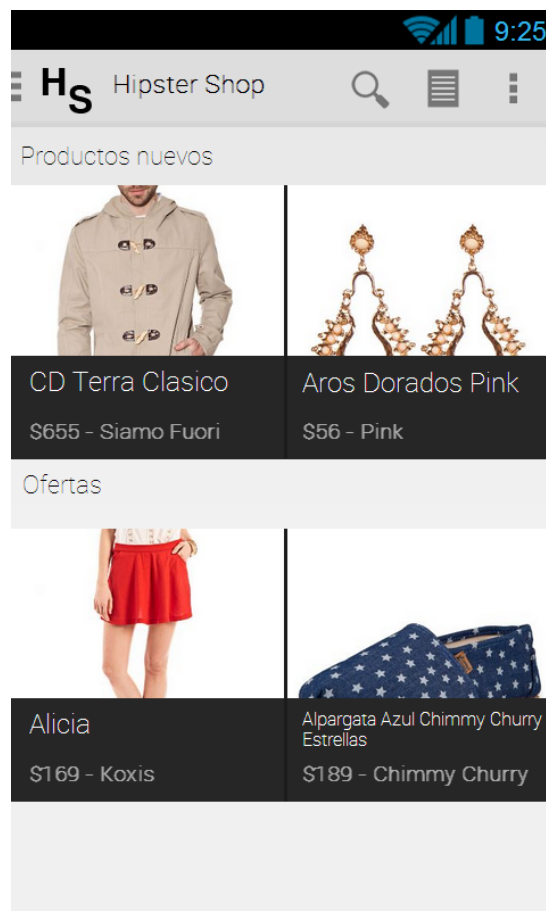 9:25
HS Hipster Shop
Productos nuevos
CD Terra Clasico
$655 - Siamo Fuori
Aros Dorados Pink
$56 - Pink
Ofertas
Alicia
$169 - Koxis
Alpargata Azul Chimmy Churry
Estrellas
$189 - Chimmy Churry